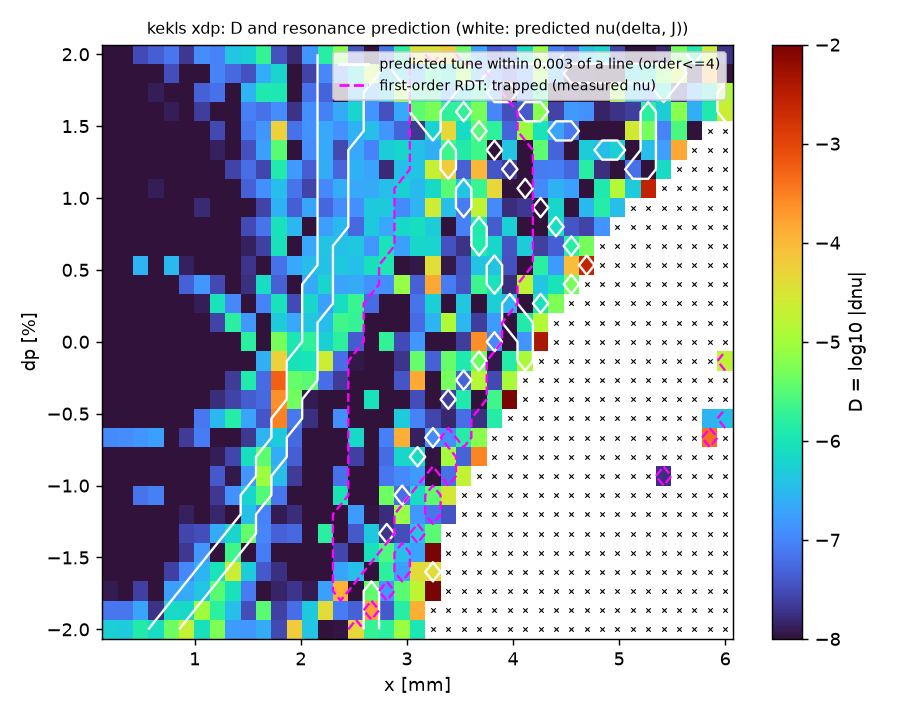 kekls xdp: D and resonance prediction (white: predicted nu(delta, J))
predicted tune within 0.003 of a line (order<=4)
first-order RDT: trapped (measured nu)
2.0
1.5
1.0
0.5
0.0
−0.5
−1.0
−1.5
−2.0
dp [%]
1 2 3 4 5 6
x [mm]
−2
−3
−4
−5
−6
−7
−8
D = log10 |dnu|